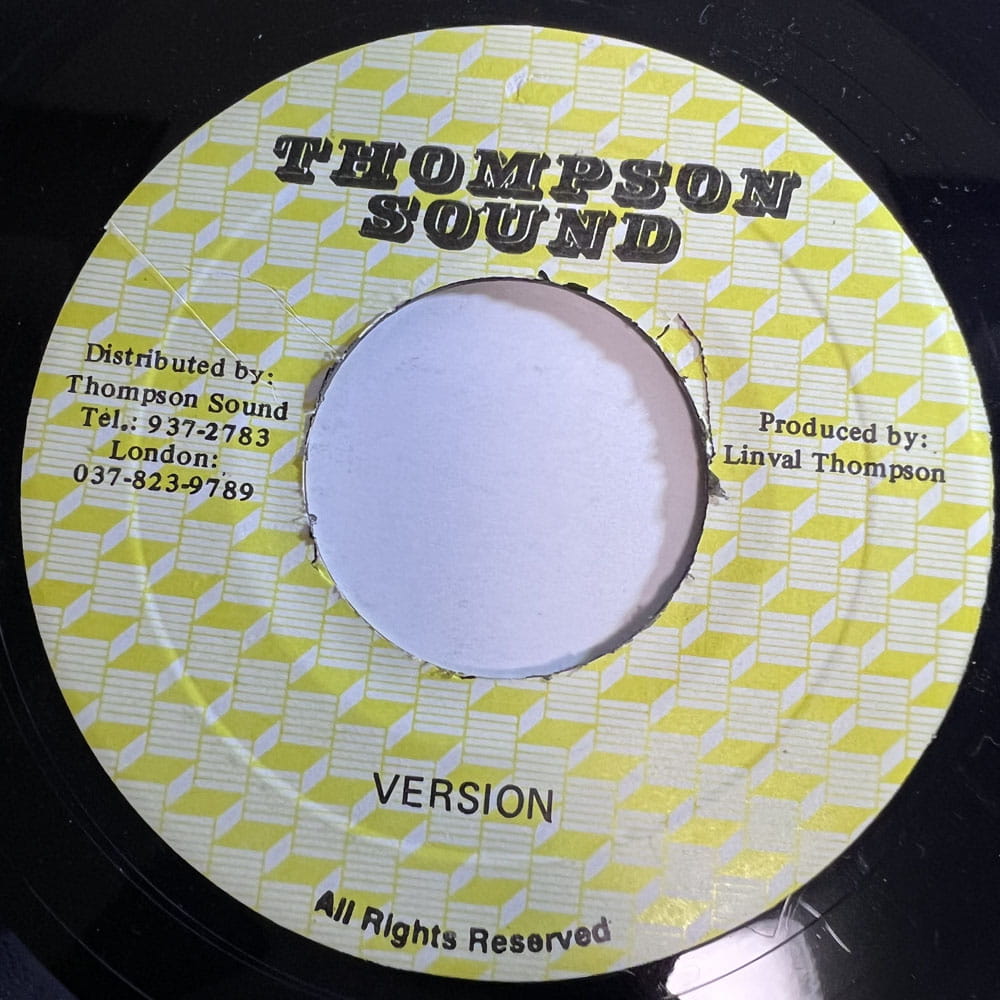 THOMPSON
SOUND
Distributed by:
Thompson Sound
Tel.: 937-2783
London:
037-823-9789
Produced by:
Linval Thompson
VERSION
All Rights Reserved